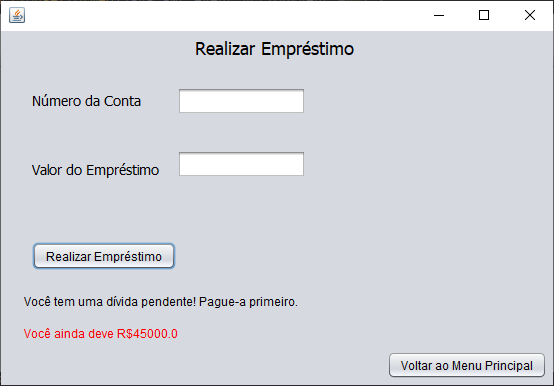 Realizar Empréstimo
Número da Conta
Valor do Empréstimo
Realizar Empréstimo
Você tem uma dívida pendente! Pague-a primeiro.
Você ainda deve R$45000.0
Voltar ao Menu Principal